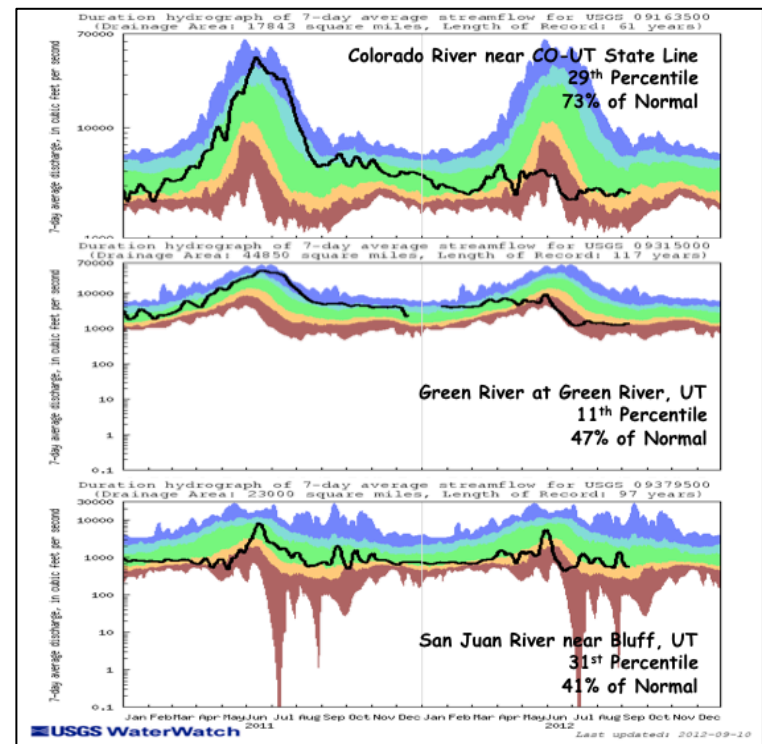 Duration hydrograph of 7-day average streamflow for USGS 09163500
(Drainage Area: 17843 square miles, Length of Record: 61 years)
70000
10000
1000
7-day average discharge, in cubic feet per second
Colorado River near CO-UT State Line
29th Percentile
73% of Normal
Duration hydrograph of 7-day average streamflow for USGS 09315000
(Drainage Area: 44850 square miles, Length of Record: 117 years)
70000
10000
1000
100
10
1
0.1
7-day average discharge, in cubic feet per second
Green River at Green River, UT
11th Percentile
47% of Normal
Duration hydrograph of 7-day average streamflow for USGS 09379500
(Drainage Area: 23000 square miles, Length of Record: 97 years)
30000
10000
1000
100
10
1
0.1
7-day average discharge, in cubic feet per second
San Juan River near Bluff, UT
31st Percentile
41% of Normal
Jan Feb Mar Apr May Jun Jul Aug Sep Oct Nov Dec Jan Feb Mar Apr May Jun Jul Aug Sep Oct Nov Dec
2011 2012
USGS WaterWatch
Last updated: 2012-09-10